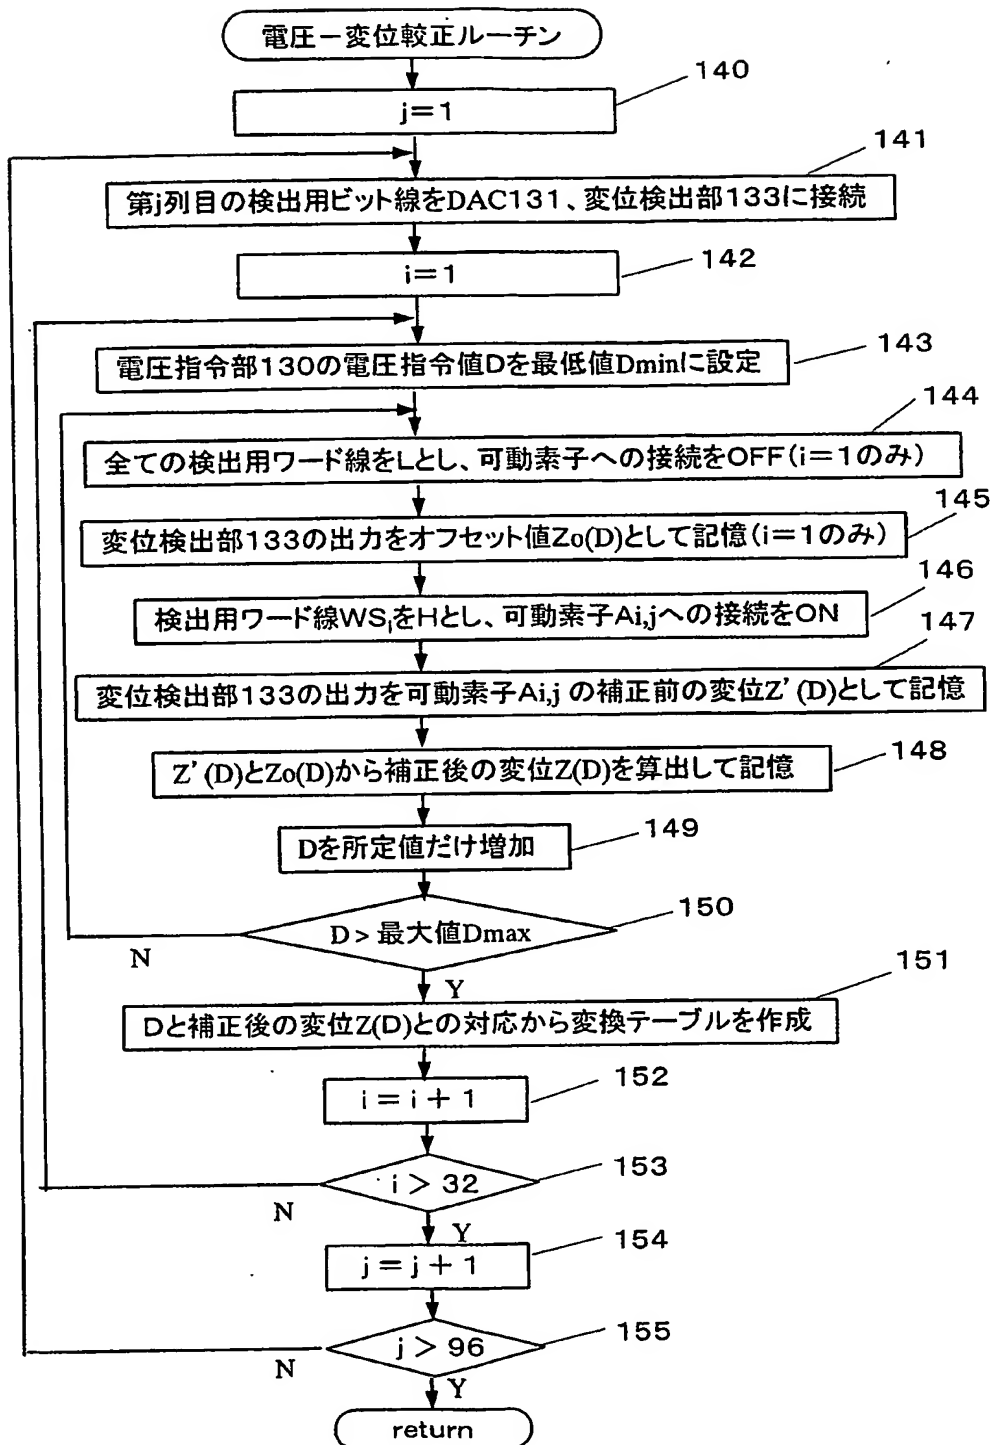 電圧－変位較正ルーチン
140
j＝1
141
第j列目の検出用ビット線をDAC131、変位検出部133に接続
142
i＝1
143
電圧指令部130の電圧指令値Dを最低値Dminに設定
144
全ての検出用ワード線をLとし、可動素子への接続をOFF（i＝1のみ）
145
変位検出部133の出力をオフセット値Zo(D)として記憶（i＝1のみ）
146
検出用ワード線WSiをHとし、可動素子Ai,jへの接続をON
147
変位検出部133の出力を可動素子Ai,j の補正前の変位Z'(D)として記憶
148
Z'(D)とZo(D)から補正後の変位Z(D)を算出して記憶
149
Dを所定値だけ増加
150
D > 最大値Dmax
N
Y
151
Dと補正後の変位Z(D)との対応から変換テーブルを作成
152
i = i + 1
153
i > 32
N
Y
154
j = j + 1
155
j > 96
N
Y
return